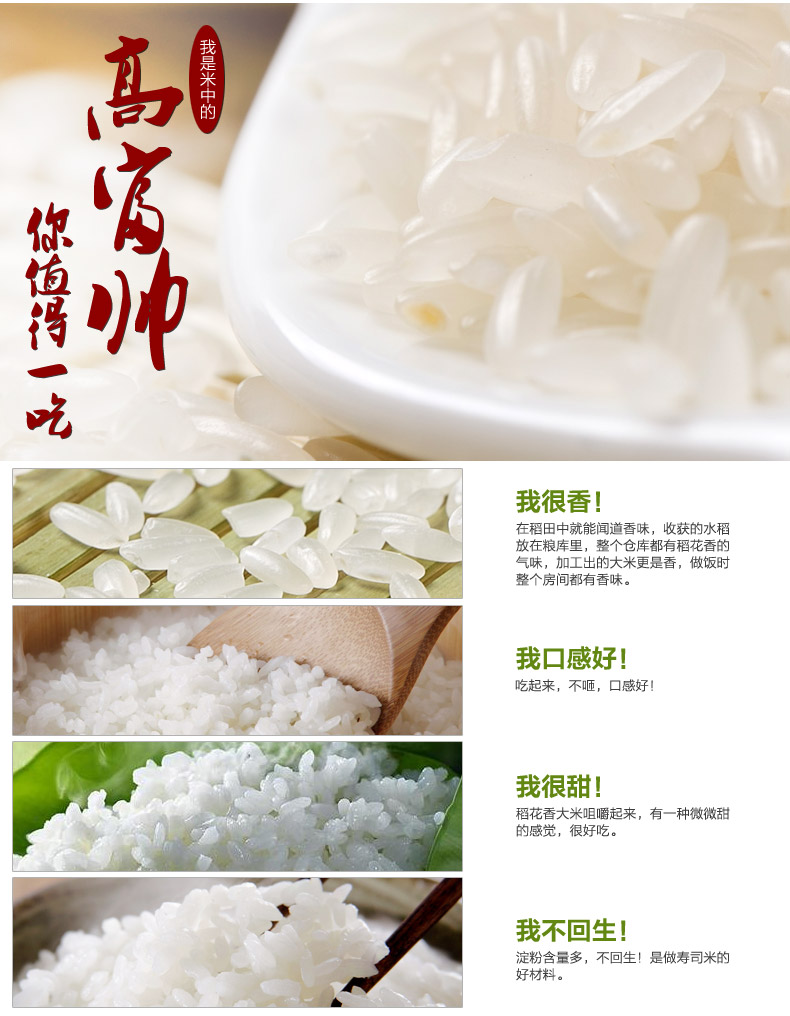 我是米中的
高富帅
你值得一吃
我很香！
在稻田中就能闻道香味，收获的水稻
放在粮库里，整个仓库都有稻花香的
气味，加工出的大米更是香，做饭时
整个房间都有香味。
我口感好！
吃起来，不咂，口感好！
我很甜！
稻花香大米咀嚼起来，有一种微微甜
的感觉，很好吃。
我不回生！
淀粉含量多，不回生！是做寿司米的
好材料。